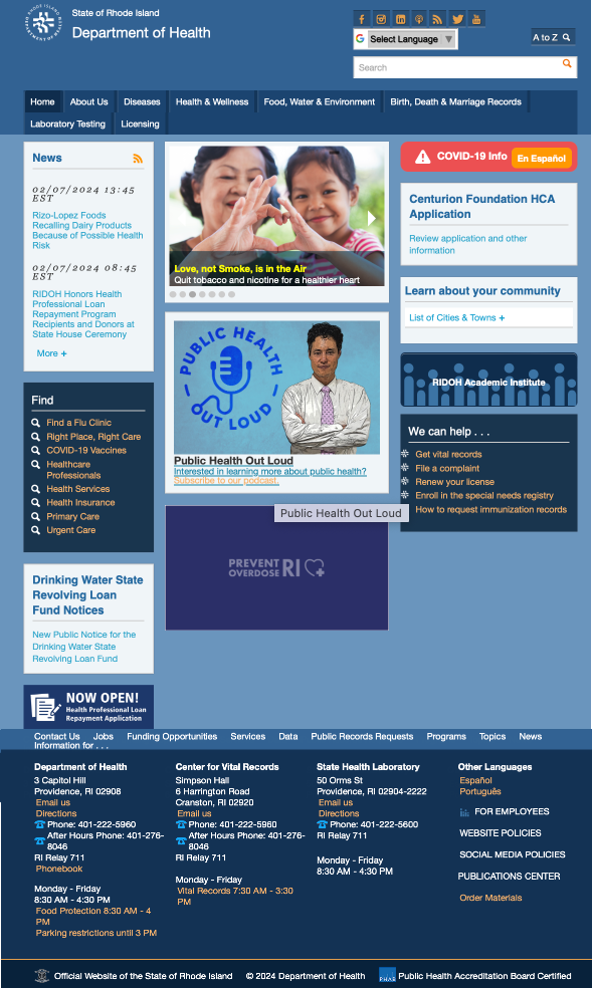 State of Rhode Island
Department of Health
Select Language ▼
A to Z
Search
Home
About Us
Diseases
Health & Wellness
Food, Water & Environment
Birth, Death & Marriage Records
Laboratory Testing
Licensing
News
02/07/2024 13:45
EST
Rizo-Lopez Foods
Recalling Dairy Products
Because of Possible Health
Risk
02/07/2024 08:45
EST
RIDOH Honors Health
Professional Loan
Repayment Program
Recipients and Donors at
State House Ceremony
More +
Find
Find a Flu Clinic
Right Place, Right Care
COVID-19 Vaccines
Healthcare
Professionals
Health Services
Health Insurance
Primary Care
Urgent Care
Drinking Water State
Revolving Loan
Fund Notices
New Public Notice for the
Drinking Water State
Revolving Loan Fund
NOW OPEN!
Health Professional Loan
Repayment Application
Love, not Smoke, is in the Air
Quit tobacco and nicotine for a healthier heart
PUBLIC HEALTH
OUT LOUD
Public Health Out Loud
Interested in learning more about public health?
Subscribe to our podcast.
Public Health Out Loud
PREVENT
OVERDOSE RI
COVID-19 Info
En Español
Centurion Foundation HCA
Application
Review application and other
information
Learn about your community
List of Cities & Towns +
RIDOH Academic Institute
We can help . . .
Get vital records
File a complaint
Renew your license
Enroll in the special needs registry
How to request immunization records
Contact Us
Jobs
Funding Opportunities
Services
Data
Public Records Requests
Programs
Topics
News
Information for . . .
Department of Health
3 Capitol Hill
Providence, RI 02908
Email us
Directions
Phone: 401-222-5960
After Hours Phone: 401-276-
8046
RI Relay 711
Phonebook
Monday - Friday
8:30 AM - 4:30 PM
Food Protection 8:30 AM - 4
PM
Parking restrictions until 3 PM
Center for Vital Records
Simpson Hall
6 Harrington Road
Cranston, RI 02920
Email us
Directions
Phone: 401-222-5960
After Hours Phone: 401-276-
8046
RI Relay 711
Monday - Friday
Vital Records 7:30 AM - 3:30
PM
State Health Laboratory
50 Orms St
Providence, RI 02904-2222
Email us
Directions
Phone: 401-222-5600
RI Relay 711
Monday - Friday
8:30 AM - 4:30 PM
Other Languages
Español
Português
FOR EMPLOYEES
WEBSITE POLICIES
SOCIAL MEDIA POLICIES
PUBLICATIONS CENTER
Order Materials
Official Website of the State of Rhode Island
© 2024 Department of Health
PHAB
Public Health Accreditation Board Certified